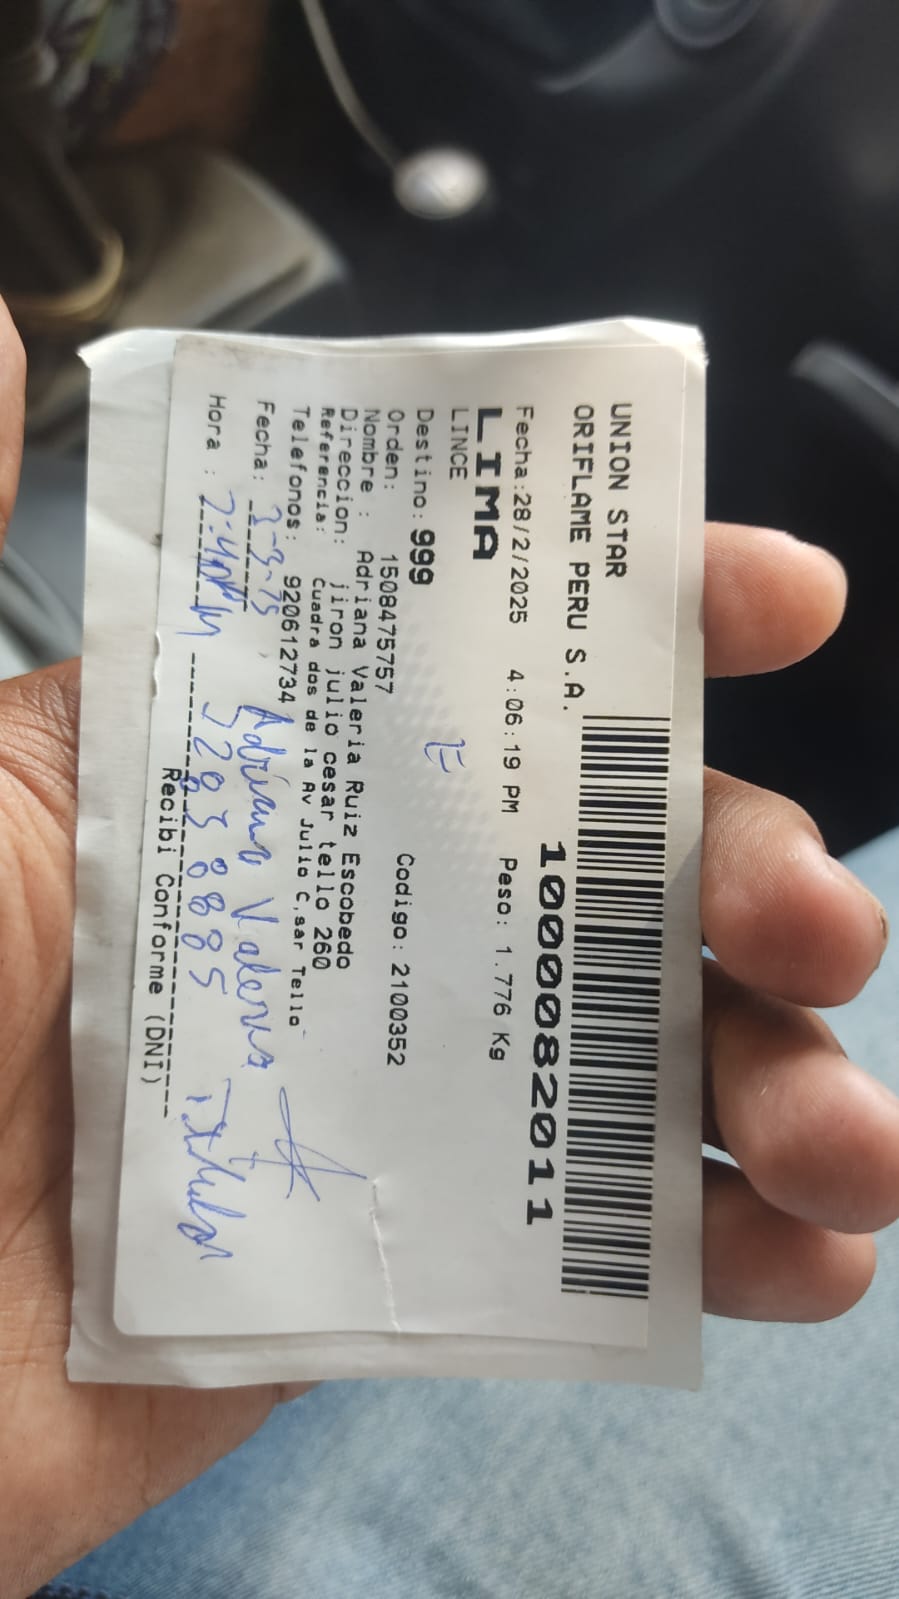 UNION STAR
ORIFLAME PERU S.A.
1000082011
Fecha:28/2/2025 4:06:19 PM Peso: 1.776 Kg
LIMA
LINCE
E
Destino: 999
Orden: 1508475757 Codigo: 2100352
Nombre : Adriana Valeria Ruiz Escobedo
Direccion: jiron julio cesar tello 260
Referencia: Cuadra dos de la Av Julio C,sar Tello
Telefonos: 920612734
Fecha: 3-3-25 Adriana Valeria
Hora : 2:40PM Titular
Recibi Conforme (DNI)